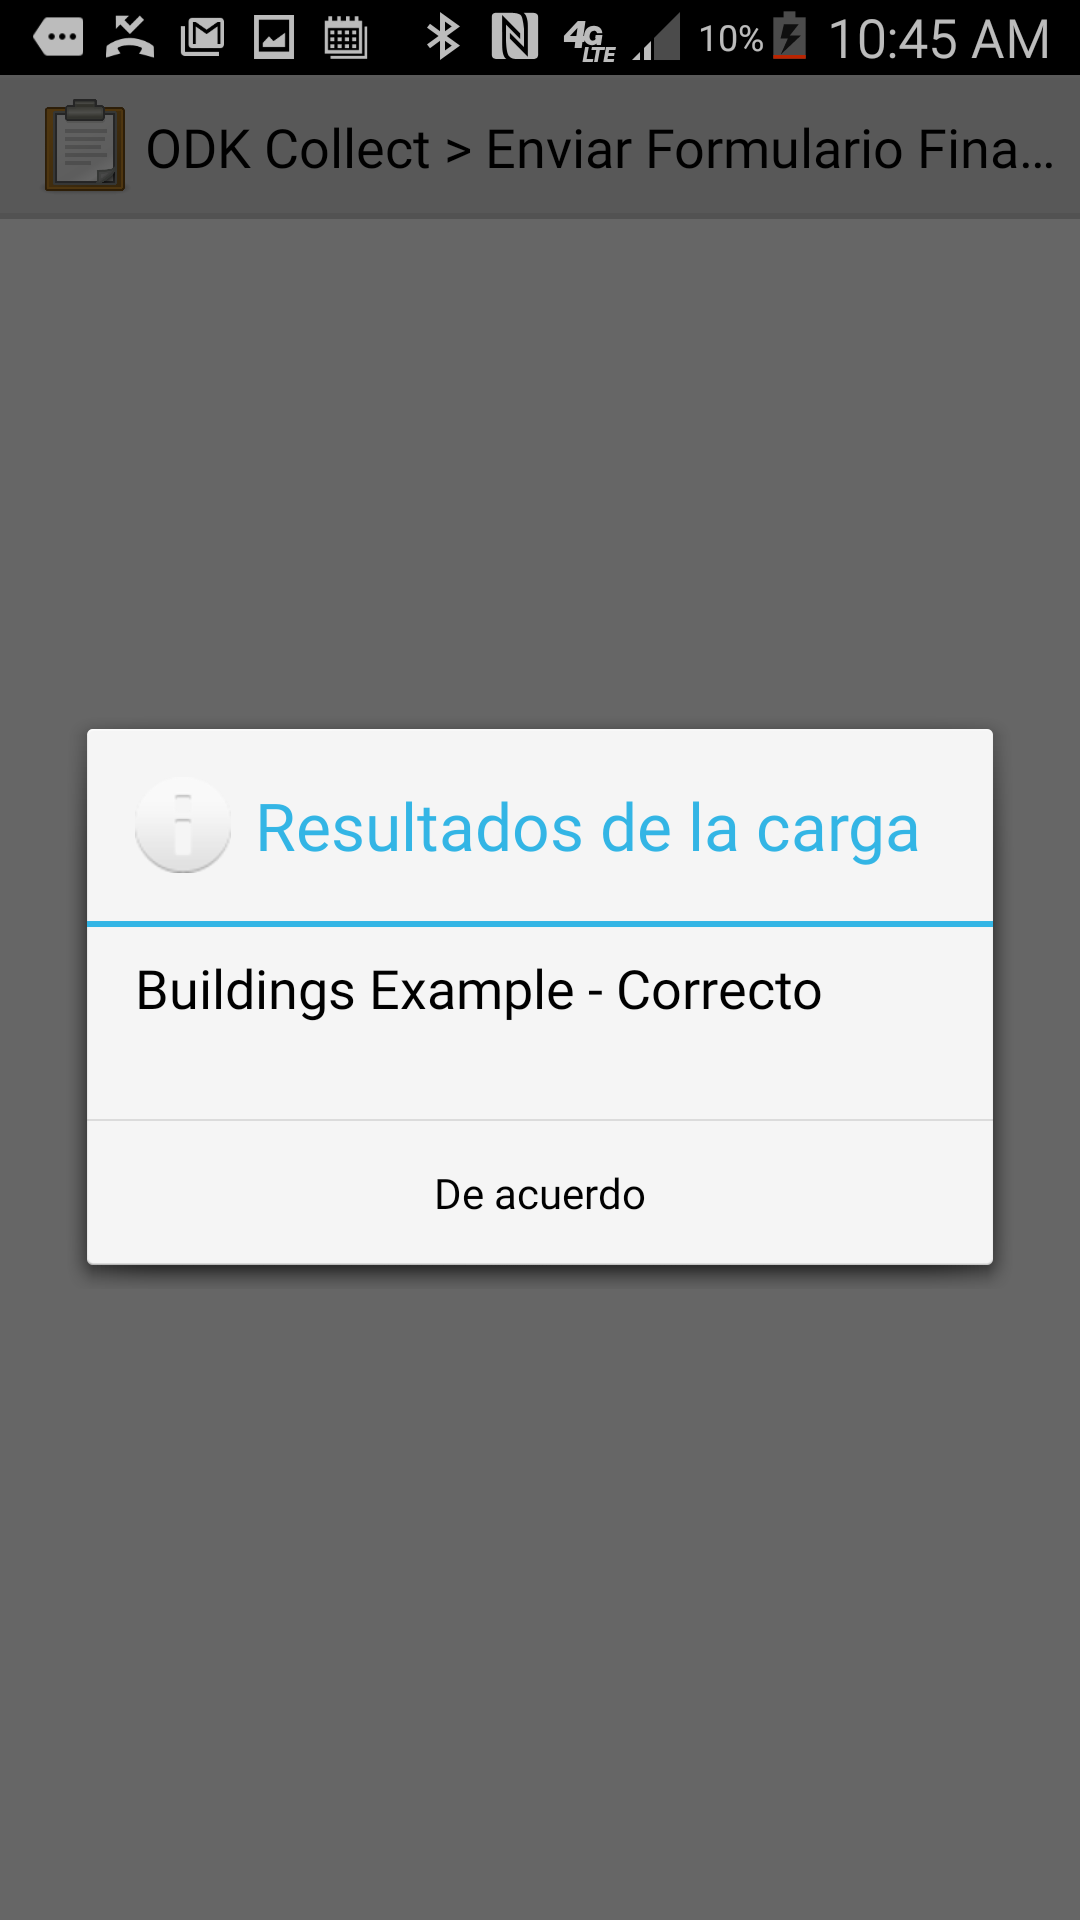 4G LTE 10% 10:45 AM
ODK Collect > Enviar Formulario Fina...
Resultados de la carga
Buildings Example - Correcto
De acuerdo